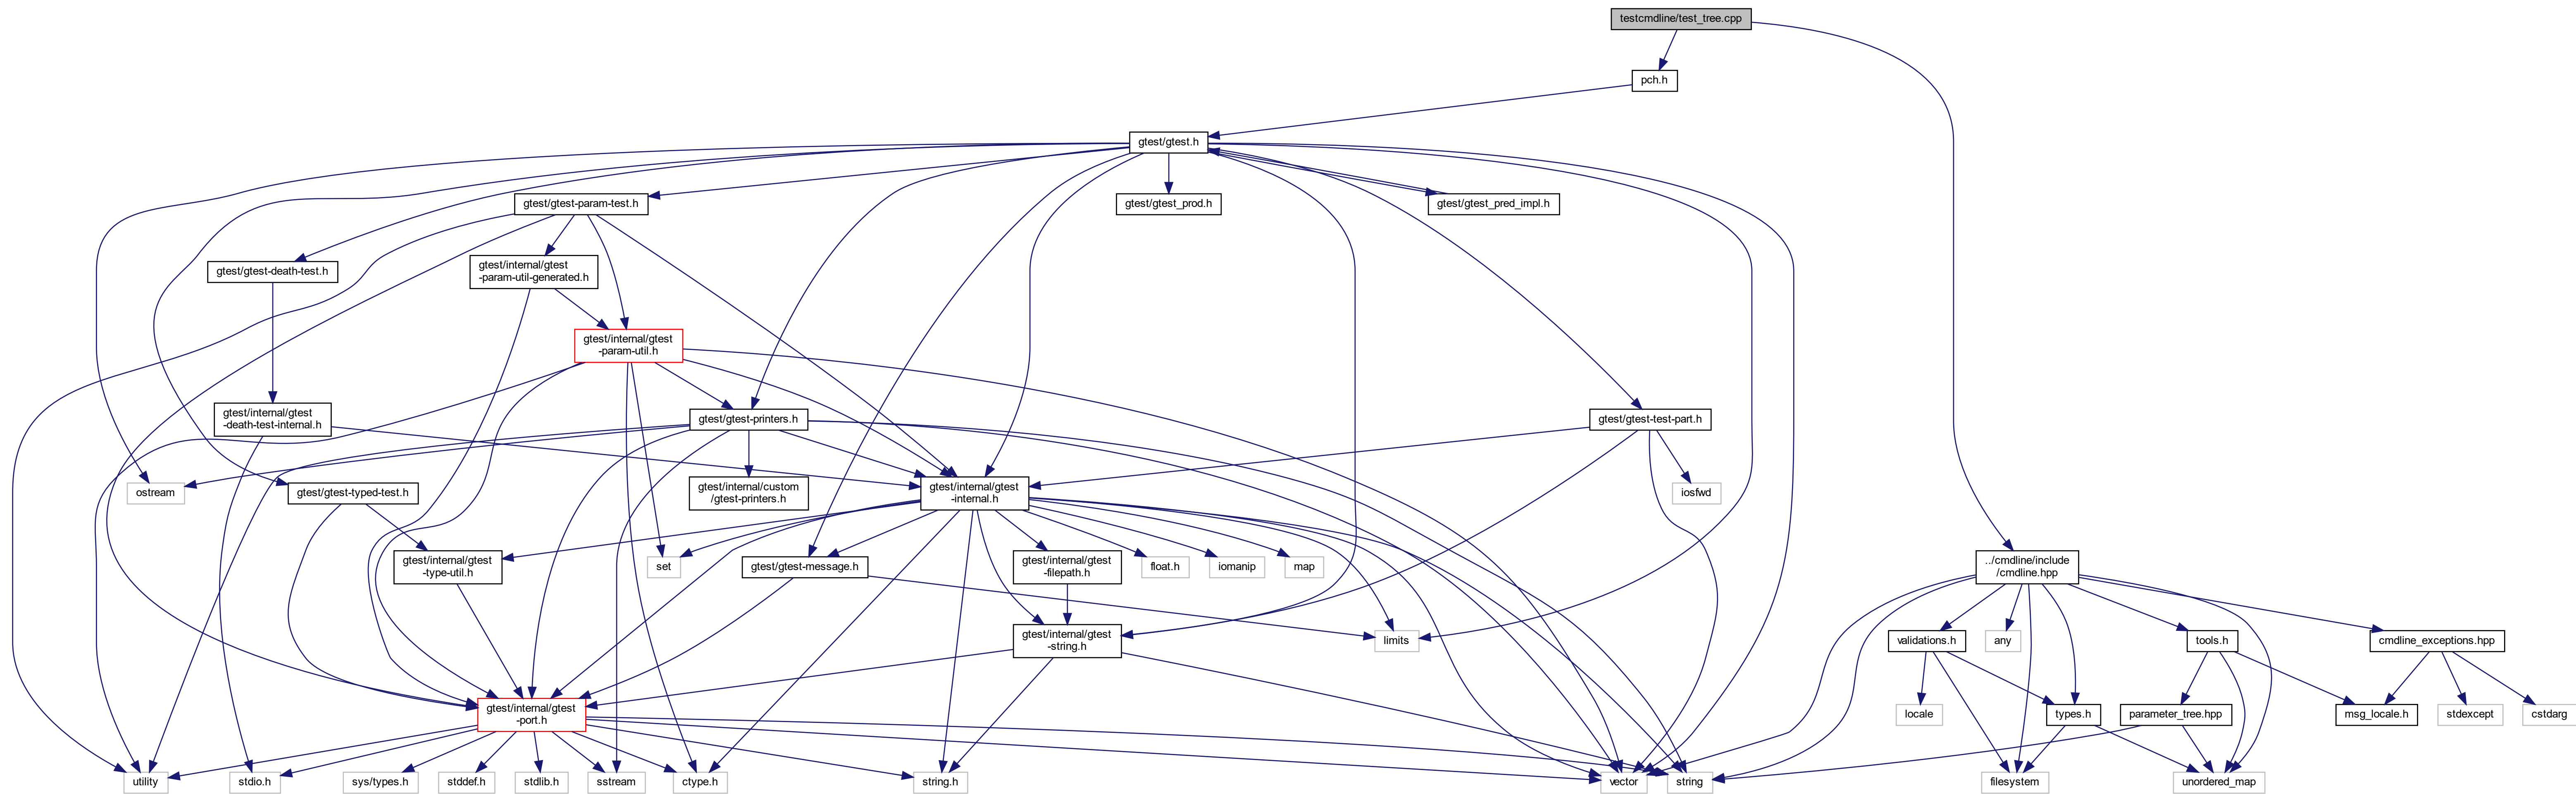 testcmdline/test_tree.cpp
pch.h
gtest/gtest.h
gtest/gtest-param-test.h
gtest/gtest_prod.h
gtest/gtest_pred_impl.h
gtest/gtest-death-test.h
gtest/internal/gtest
-param-util-generated.h
gtest/internal/gtest
-param-util.h
gtest/internal/gtest
-death-test-internal.h
gtest/gtest-printers.h
gtest/gtest-test-part.h
ostream
gtest/gtest-typed-test.h
gtest/internal/custom
/gtest-printers.h
gtest/internal/gtest
-internal.h
iosfwd
gtest/internal/gtest
-type-util.h
set
gtest/gtest-message.h
gtest/internal/gtest
-filepath.h
float.h
iomanip
map
../cmdline/include
/cmdline.hpp
gtest/internal/gtest
-string.h
limits
validations.h
any
tools.h
cmdline_exceptions.hpp
gtest/internal/gtest
-port.h
locale
types.h
parameter_tree.hpp
msg_locale.h
stdexcept
cstdarg
utility
stdio.h
sys/types.h
stddef.h
stdlib.h
sstream
ctype.h
string.h
vector
string
filesystem
unordered_map